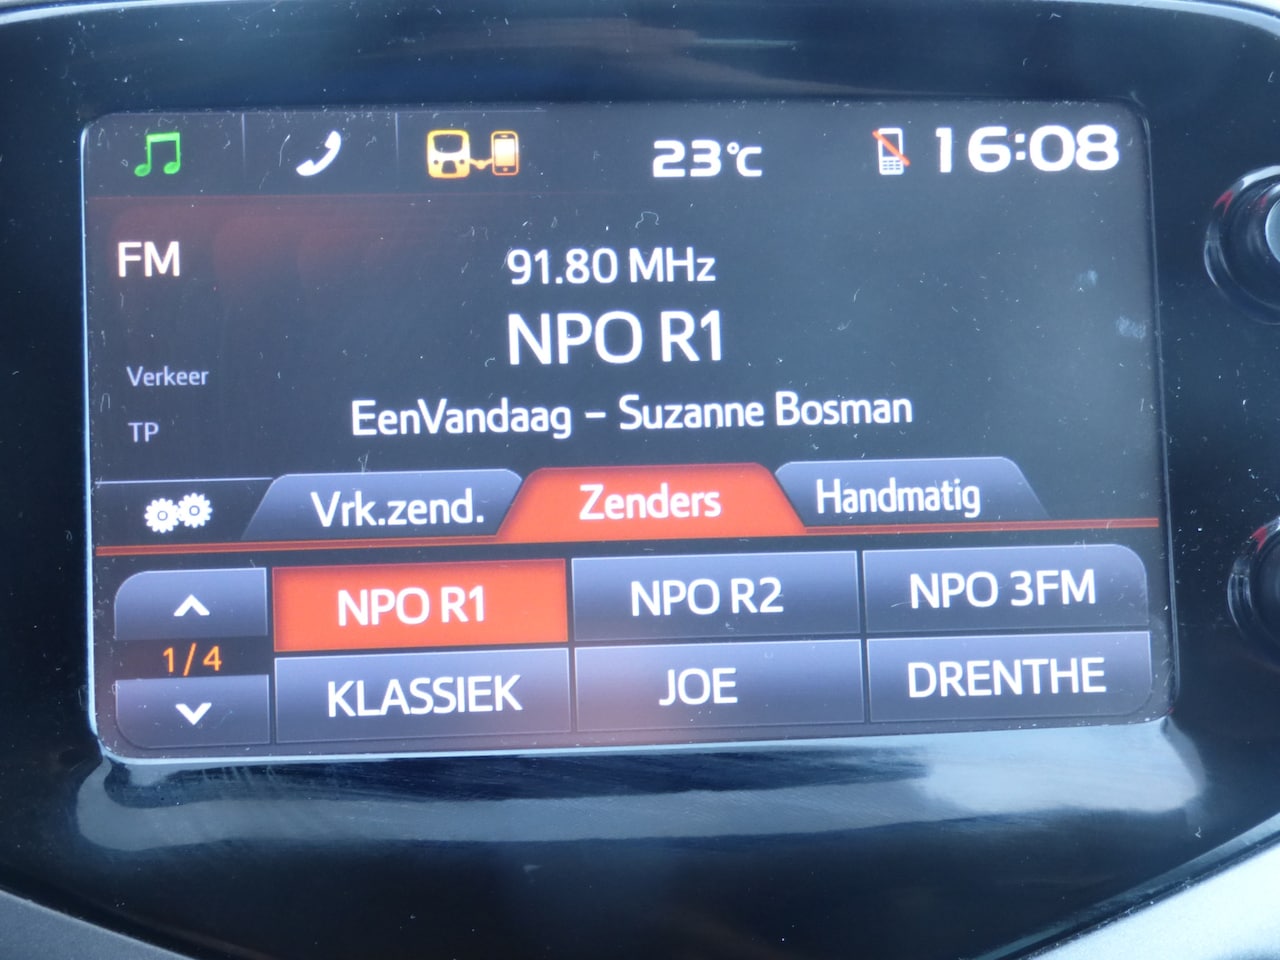 23°C 16:08
FM
91.80 MHz
NPO R1
Verkeer
EenVandaag – Suzanne Bosman
TP
Vrk.zend. Zenders Handmatig
NPO R1 NPO R2 NPO 3FM
1/4
KLASSIEK JOE DRENTHE